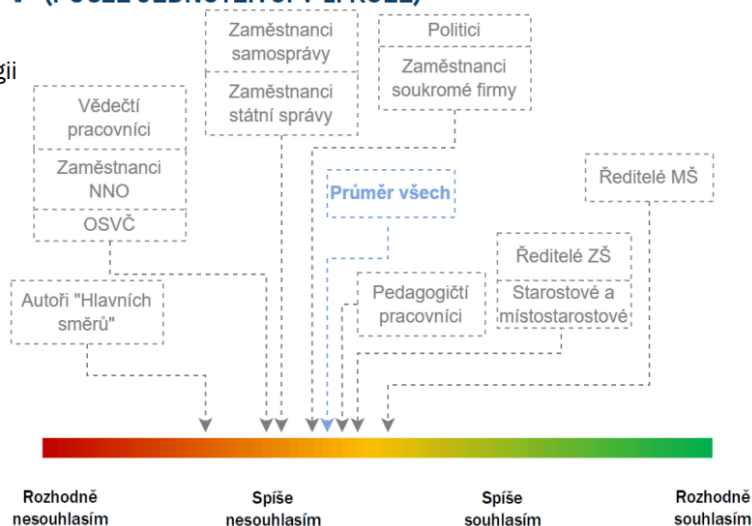 Zaměstnanci
samosprávy
Zaměstnanci
státní správy
Politici
Zaměstnanci
soukromé firmy
Vědečtí
pracovníci
Zaměstnanci
NNO
OSVČ
Průměr všech
Ředitelé MŠ
Autoři "Hlavních
směrů"
Pedagogičtí
pracovníci
Ředitelé ZŠ
Starostové a
místostarostové
Rozhodně
nesouhlasím
Spíše
nesouhlasím
Spíše
souhlasím
Rozhodně
souhlasím